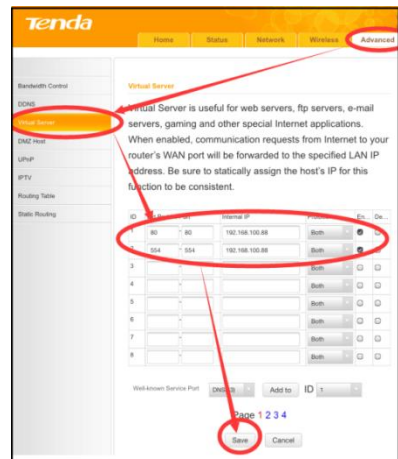 Tenda
Home Status Network Wireless Advanced
Bandwidth Control
DDNS
Virtual Server
DMZ Host
UPnP
IPTV
Routing Table
Static Routing
Virtual Server
Virtual Server is useful for web servers, ftp servers, e-mail
servers, gaming and other special Internet applications.
When enabled, communication requests from Internet to your
router's WAN port will be forwarded to the specified LAN IP
address. Be sure to statically assign the host's IP for this
function to be consistent.
ID Internal IP En... De...
1 80 - 80 192.168.100.88 Both
2 554 - 554 192.168.100.88 Both
3 - Both
4 - Both
5 - Both
6 - Both
7 - Both
8 - Both
Well-known Service Port Add to ID
Page 1 2 3 4
Save Cancel